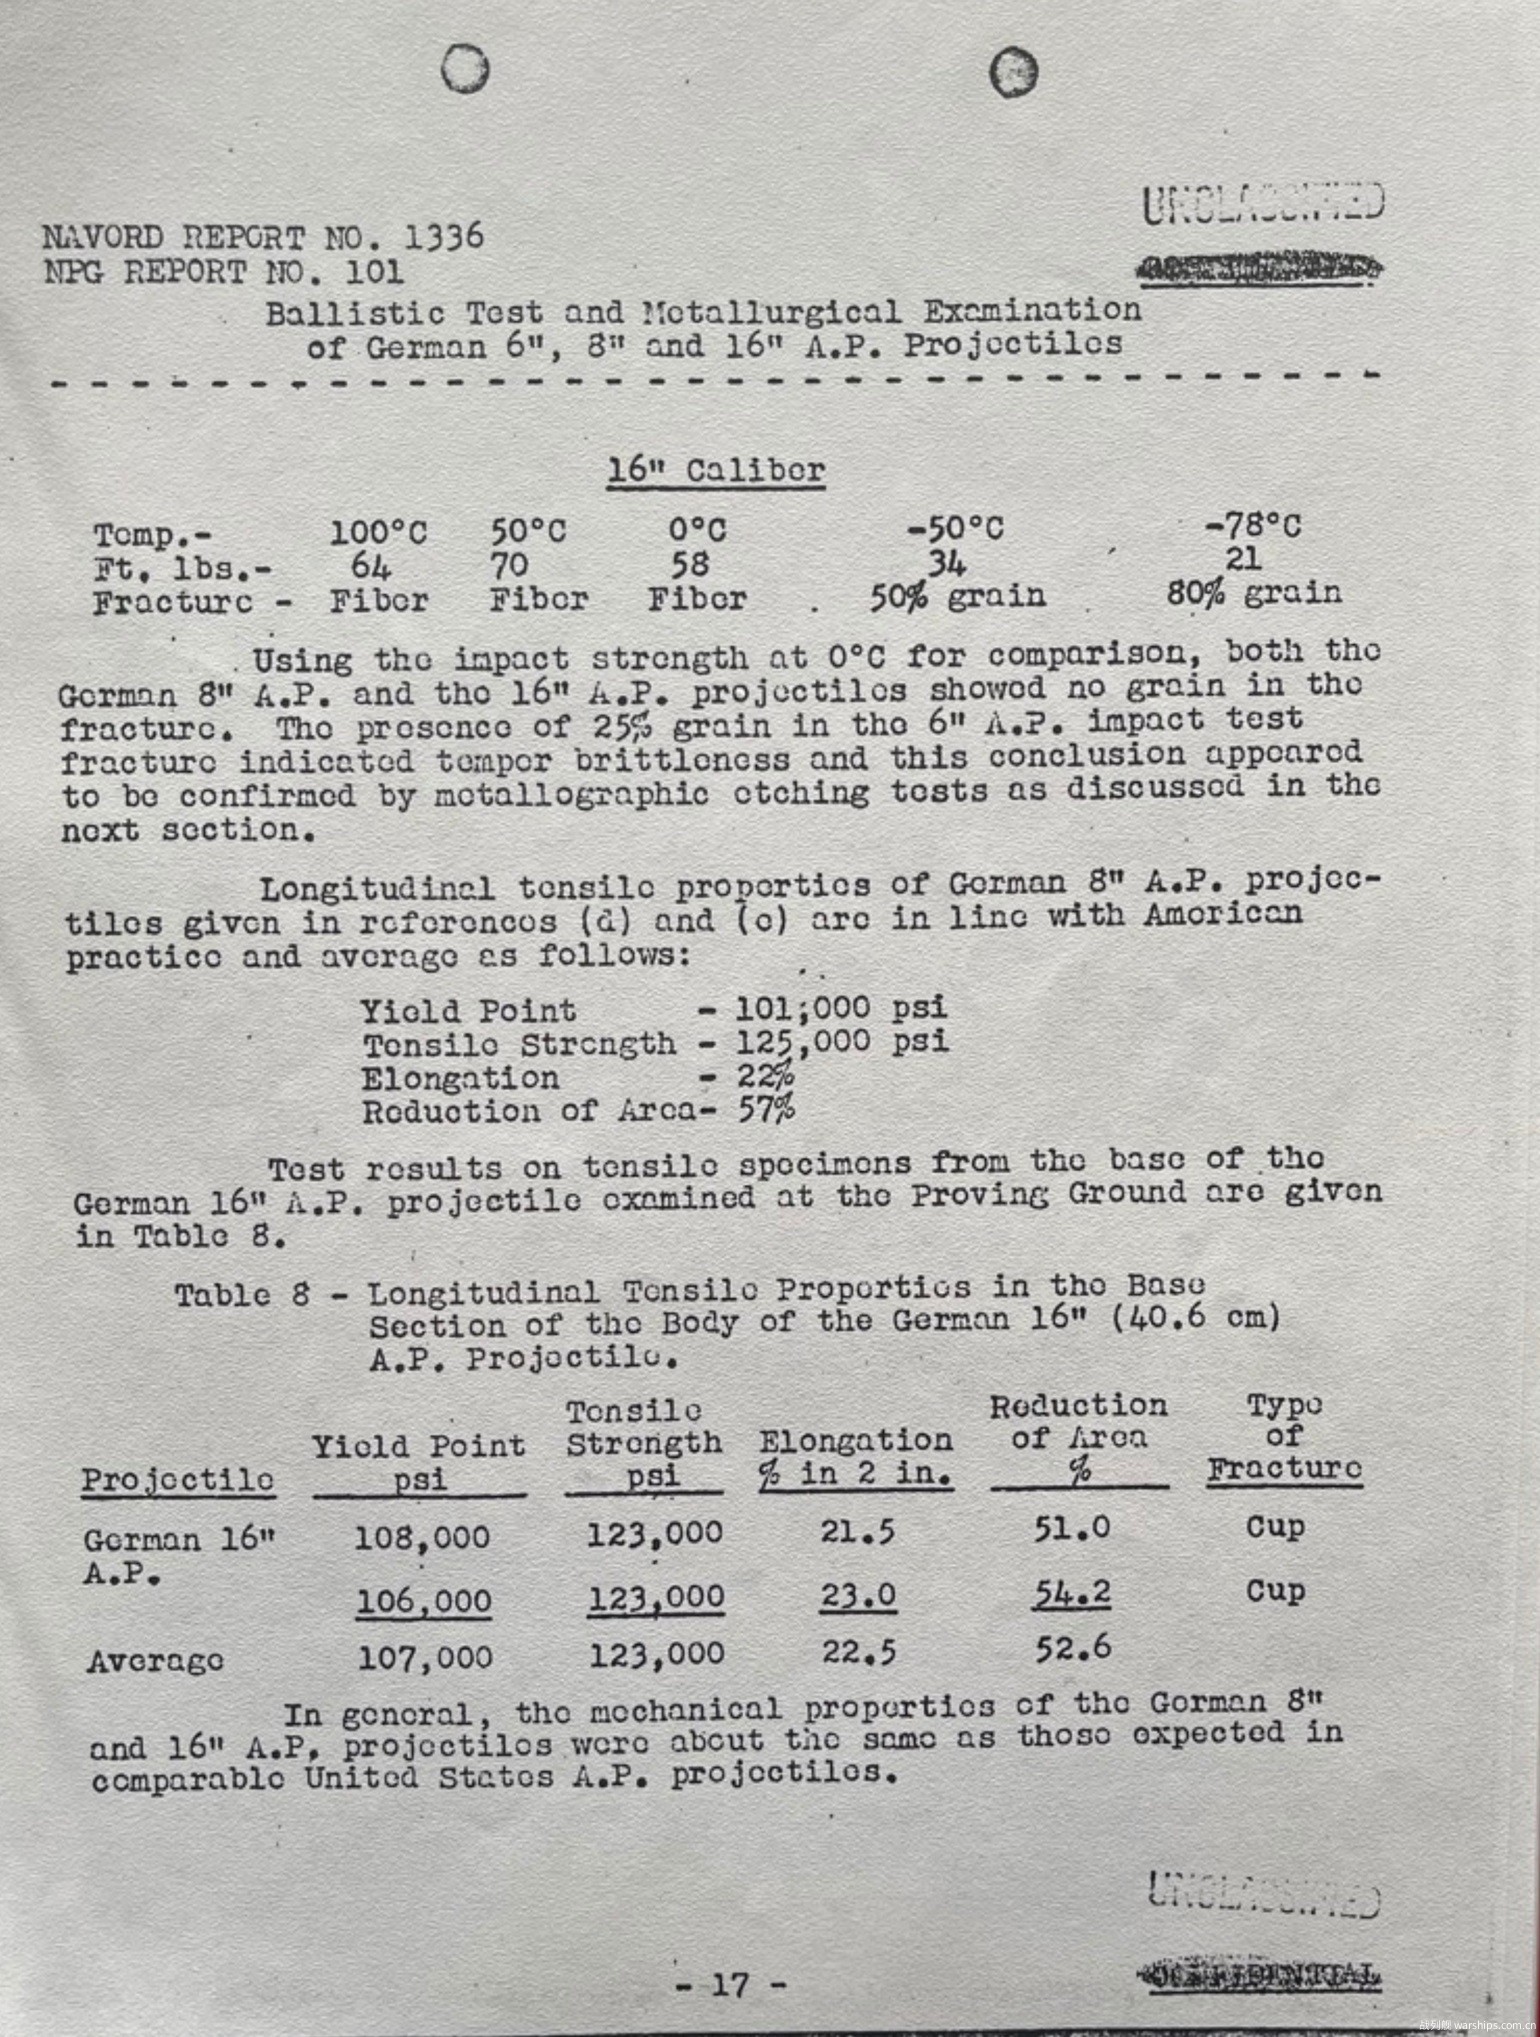 UNCLASSIFIED
NAVORD REPORT NO. 1336
NPG REPORT NO. 101
Ballistic Test and Metallurgical Examination
of German 6", 8" and 16" A.P. Projectiles
- - - - - - - - - - - - - - - - - - - - - - - - - - - - - - - - - - -
16" Caliber
Temp.- 100°C 50°C 0°C -50°C -78°C
Ft. lbs.- 64 70 58 34 21
Fracture - Fiber Fiber Fiber 50% grain 80% grain
Using the impact strength at 0°C for comparison, both the
German 8" A.P. and the 16" A.P. projectiles showed no grain in the
fracture. The presence of 25% grain in the 6" A.P. impact test
fracture indicated temper brittleness and this conclusion appeared
to be confirmed by metallographic etching tests as discussed in the
next section.
Longitudinal tensile properties of German 8" A.P. projec-
tiles given in references (d) and (e) are in line with American
practice and average as follows:
Yield Point - 101,000 psi
Tensile Strength - 125,000 psi
Elongation - 22%
Reduction of Area- 57%
Test results on tensile specimens from the base of the
German 16" A.P. projectile examined at the Proving Ground are given
in Table 8.
Table 8 - Longitudinal Tensile Properties in the Base
Section of the Body of the German 16" (40.6 cm)
A.P. Projectile.
Tensile Reduction Type
Yield Point Strength Elongation of Area of
Projectile psi psi % in 2 in. % Fracture
German 16" 108,000 123,000 21.5 51.0 Cup
A.P.
106,000 123,000 23.0 54.2 Cup
Average 107,000 123,000 22.5 52.6
In general, the mechanical properties of the German 8"
and 16" A.P. projectiles were about the same as those expected in
comparable United States A.P. projectiles.
UNCLASSIFIED
- 17 -
CONFIDENTIAL
战列舰 warships.com.cn